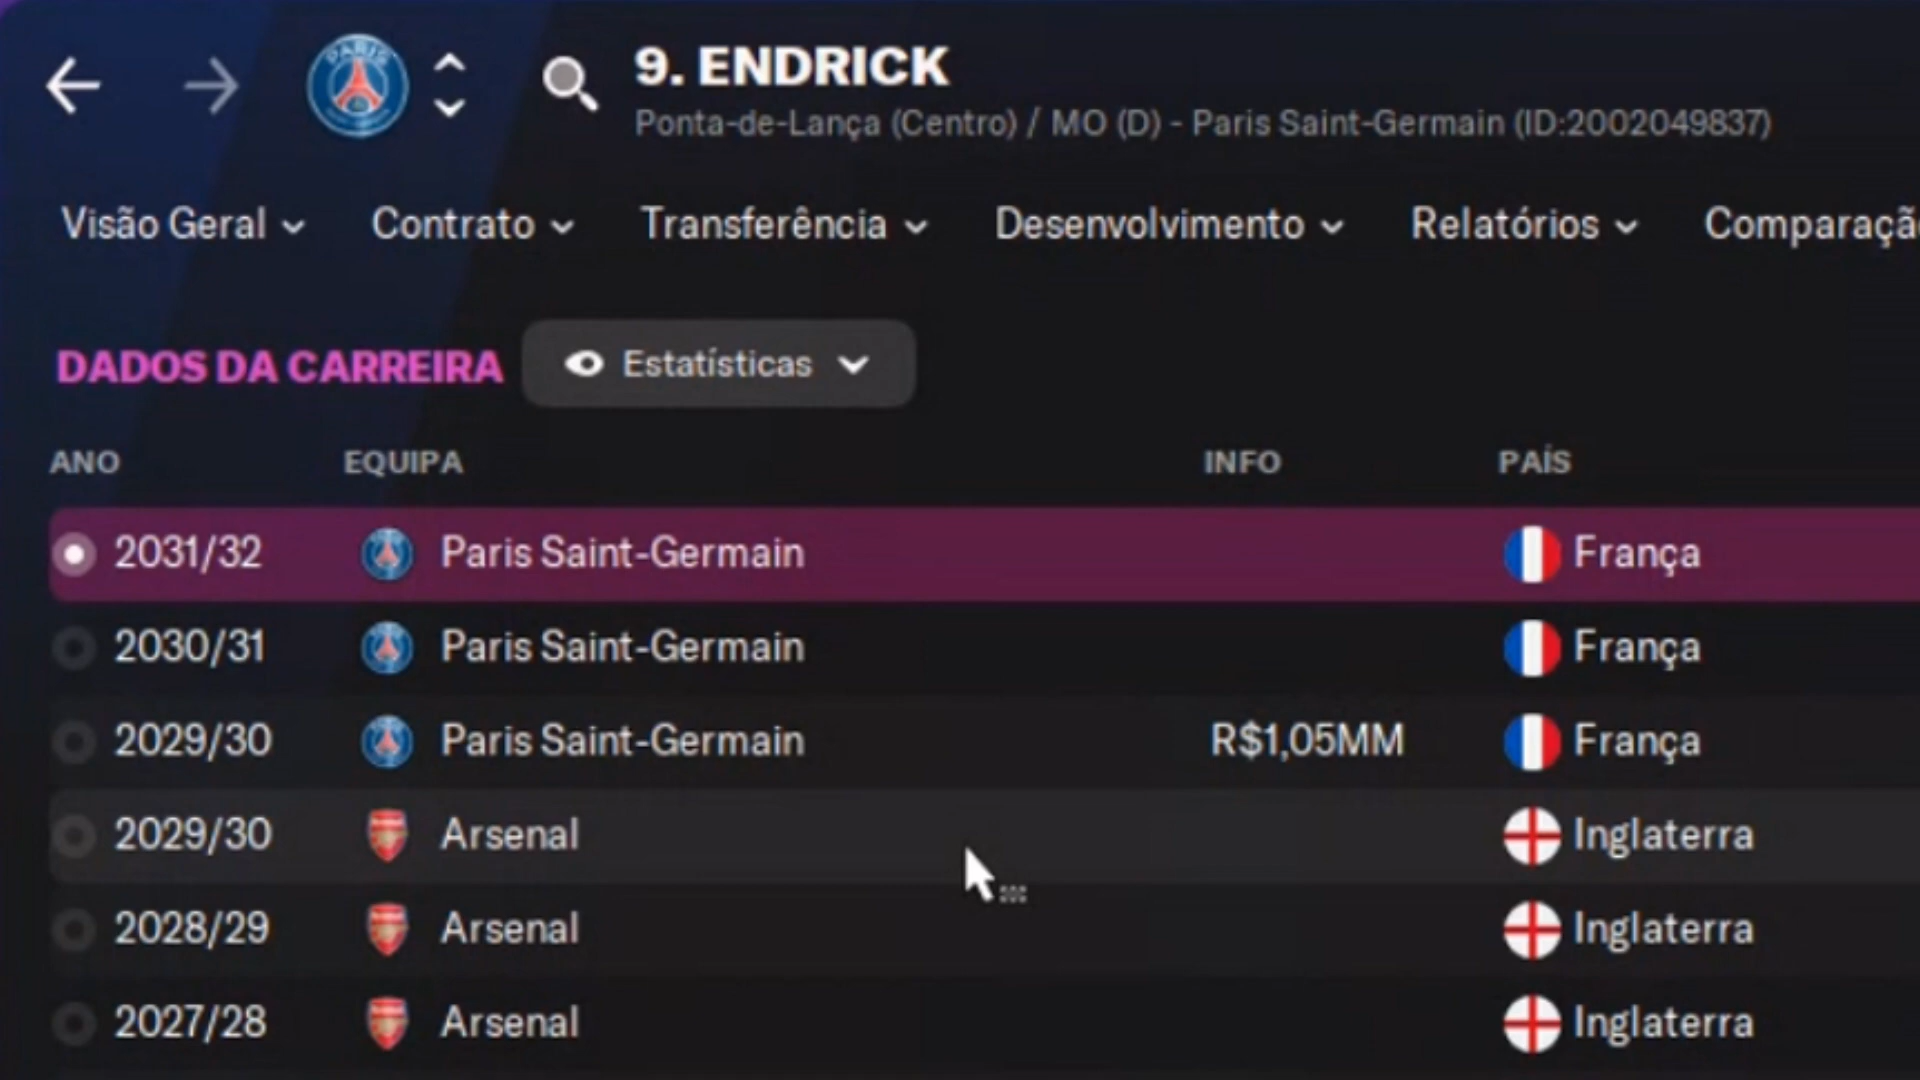 9. ENDRICK
Ponta-de-Lança (Centro) / MO (D) - Paris Saint-Germain (ID:2002049837)
Visão Geral Contrato Transferência Desenvolvimento Relatórios Comparação
DADOS DA CARREIRA Estatísticas
ANO EQUIPA INFO PAÍS
2031/32 Paris Saint-Germain França
2030/31 Paris Saint-Germain França
2029/30 Paris Saint-Germain R$1,05MM França
2029/30 Arsenal Inglaterra
2028/29 Arsenal Inglaterra
2027/28 Arsenal Inglaterra